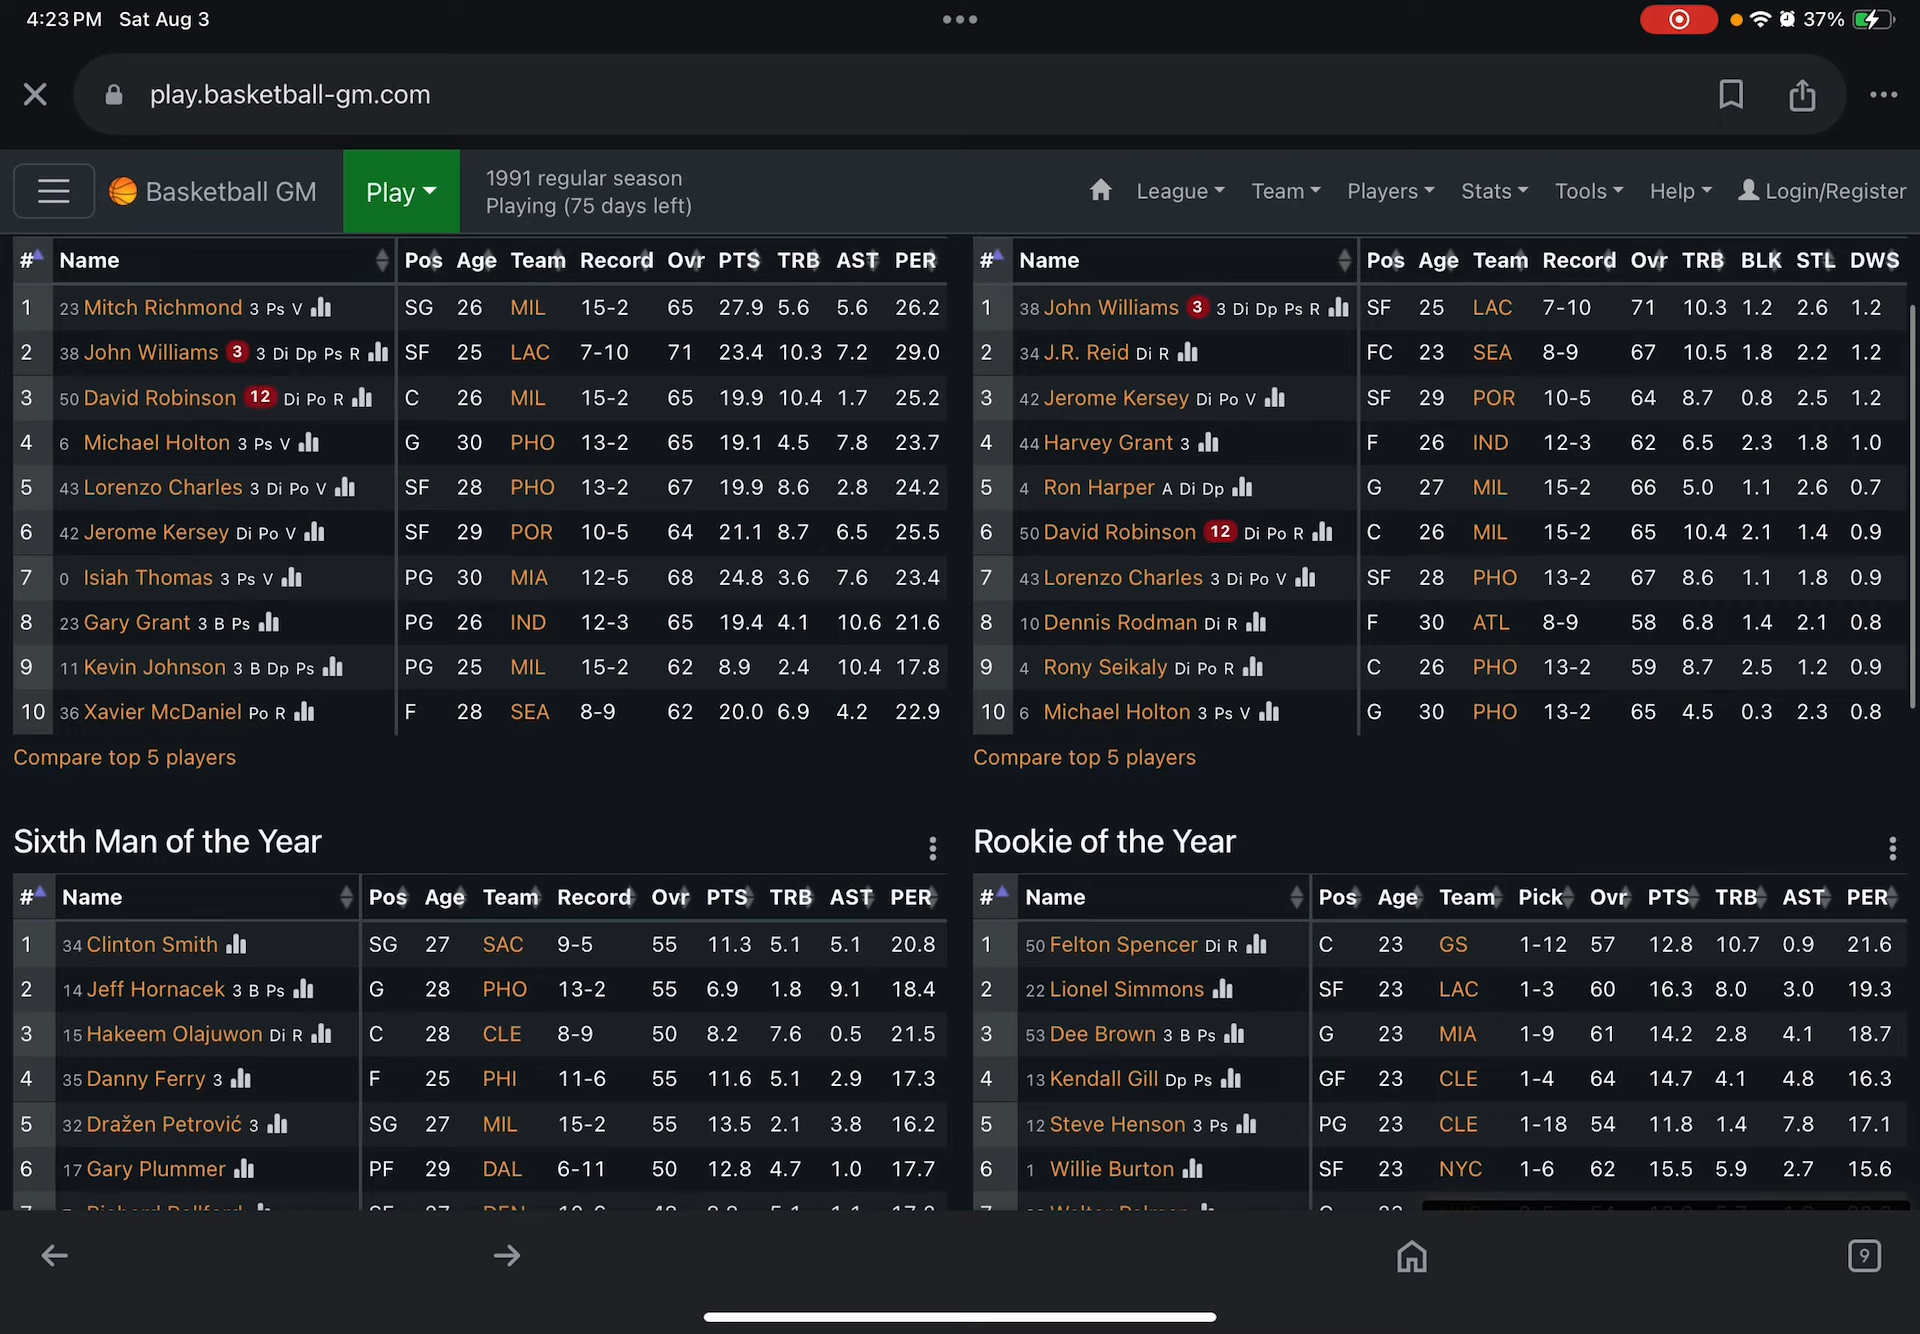 4:23 PM Sat Aug 3
37%
play.basketball-gm.com
Basketball GM
Play
1991 regular season
Playing (75 days left)
League Team Players Stats Tools Help Login/Register
# Name Pos Age Team Record Ovr PTS TRB AST PER
1 23 Mitch Richmond 3 Ps V SG 26 MIL 15-2 65 27.9 5.6 5.6 26.2
2 38 John Williams 3 3 Di Dp Ps R SF 25 LAC 7-10 71 23.4 10.3 7.2 29.0
3 50 David Robinson 12 Di Po R C 26 MIL 15-2 65 19.9 10.4 1.7 25.2
4 6 Michael Holton 3 Ps V G 30 PHO 13-2 65 19.1 4.5 7.8 23.7
5 43 Lorenzo Charles 3 Di Po V SF 28 PHO 13-2 67 19.9 8.6 2.8 24.2
6 42 Jerome Kersey Di Po V SF 29 POR 10-5 64 21.1 8.7 6.5 25.5
7 0 Isiah Thomas 3 Ps V PG 30 MIA 12-5 68 24.8 3.6 7.6 23.4
8 23 Gary Grant 3 B Ps PG 26 IND 12-3 65 19.4 4.1 10.6 21.6
9 11 Kevin Johnson 3 B Dp Ps PG 25 MIL 15-2 62 8.9 2.4 10.4 17.8
10 36 Xavier McDaniel Po R F 28 SEA 8-9 62 20.0 6.9 4.2 22.9
Compare top 5 players
# Name Pos Age Team Record Ovr TRB BLK STL DWS
1 38 John Williams 3 3 Di Dp Ps R SF 25 LAC 7-10 71 10.3 1.2 2.6 1.2
2 34 J.R. Reid Di R FC 23 SEA 8-9 67 10.5 1.8 2.2 1.2
3 42 Jerome Kersey Di Po V SF 29 POR 10-5 64 8.7 0.8 2.5 1.2
4 44 Harvey Grant 3 F 26 IND 12-3 62 6.5 2.3 1.8 1.0
5 4 Ron Harper A Di Dp G 27 MIL 15-2 66 5.0 1.1 2.6 0.7
6 50 David Robinson 12 Di Po R C 26 MIL 15-2 65 10.4 2.1 1.4 0.9
7 43 Lorenzo Charles 3 Di Po V SF 28 PHO 13-2 67 8.6 1.1 1.8 0.9
8 10 Dennis Rodman Di R F 30 ATL 8-9 58 6.8 1.4 2.1 0.8
9 4 Rony Seikaly Di Po R C 26 PHO 13-2 59 8.7 2.5 1.2 0.9
10 6 Michael Holton 3 Ps V G 30 PHO 13-2 65 4.5 0.3 2.3 0.8
Compare top 5 players
Sixth Man of the Year
# Name Pos Age Team Record Ovr PTS TRB AST PER
1 34 Clinton Smith SG 27 SAC 9-5 55 11.3 5.1 5.1 20.8
2 14 Jeff Hornacek 3 B Ps G 28 PHO 13-2 55 6.9 1.8 9.1 18.4
3 15 Hakeem Olajuwon Di R C 28 CLE 8-9 50 8.2 7.6 0.5 21.5
4 35 Danny Ferry 3 F 25 PHI 11-6 55 11.6 5.1 2.9 17.3
5 32 Dražen Petrović 3 SG 27 MIL 15-2 55 13.5 2.1 3.8 16.2
6 17 Gary Plummer PF 29 DAL 6-11 50 12.8 4.7 1.0 17.7
Rookie of the Year
# Name Pos Age Team Pick Ovr PTS TRB AST PER
1 50 Felton Spencer Di R C 23 GS 1-12 57 12.8 10.7 0.9 21.6
2 22 Lionel Simmons SF 23 LAC 1-3 60 16.3 8.0 3.0 19.3
3 53 Dee Brown 3 B Ps G 23 MIA 1-9 61 14.2 2.8 4.1 18.7
4 13 Kendall Gill Dp Ps GF 23 CLE 1-4 64 14.7 4.1 4.8 16.3
5 12 Steve Henson 3 Ps PG 23 CLE 1-18 54 11.8 1.4 7.8 17.1
6 1 Willie Burton SF 23 NYC 1-6 62 15.5 5.9 2.7 15.6
9